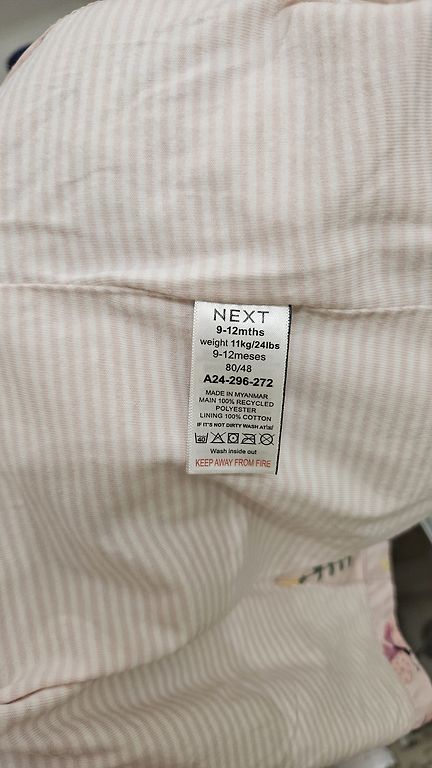 NEXT
9-12mths
weight 11kg/24lbs
9-12meses
80/48
A24-296-272
MADE IN MYANMAR
MAIN 100% RECYCLED
POLYESTER
LINING 100% COTTON
IF IT'S NOT DIRTY WASH AT
40
Wash inside out
KEEP AWAY FROM FIRE